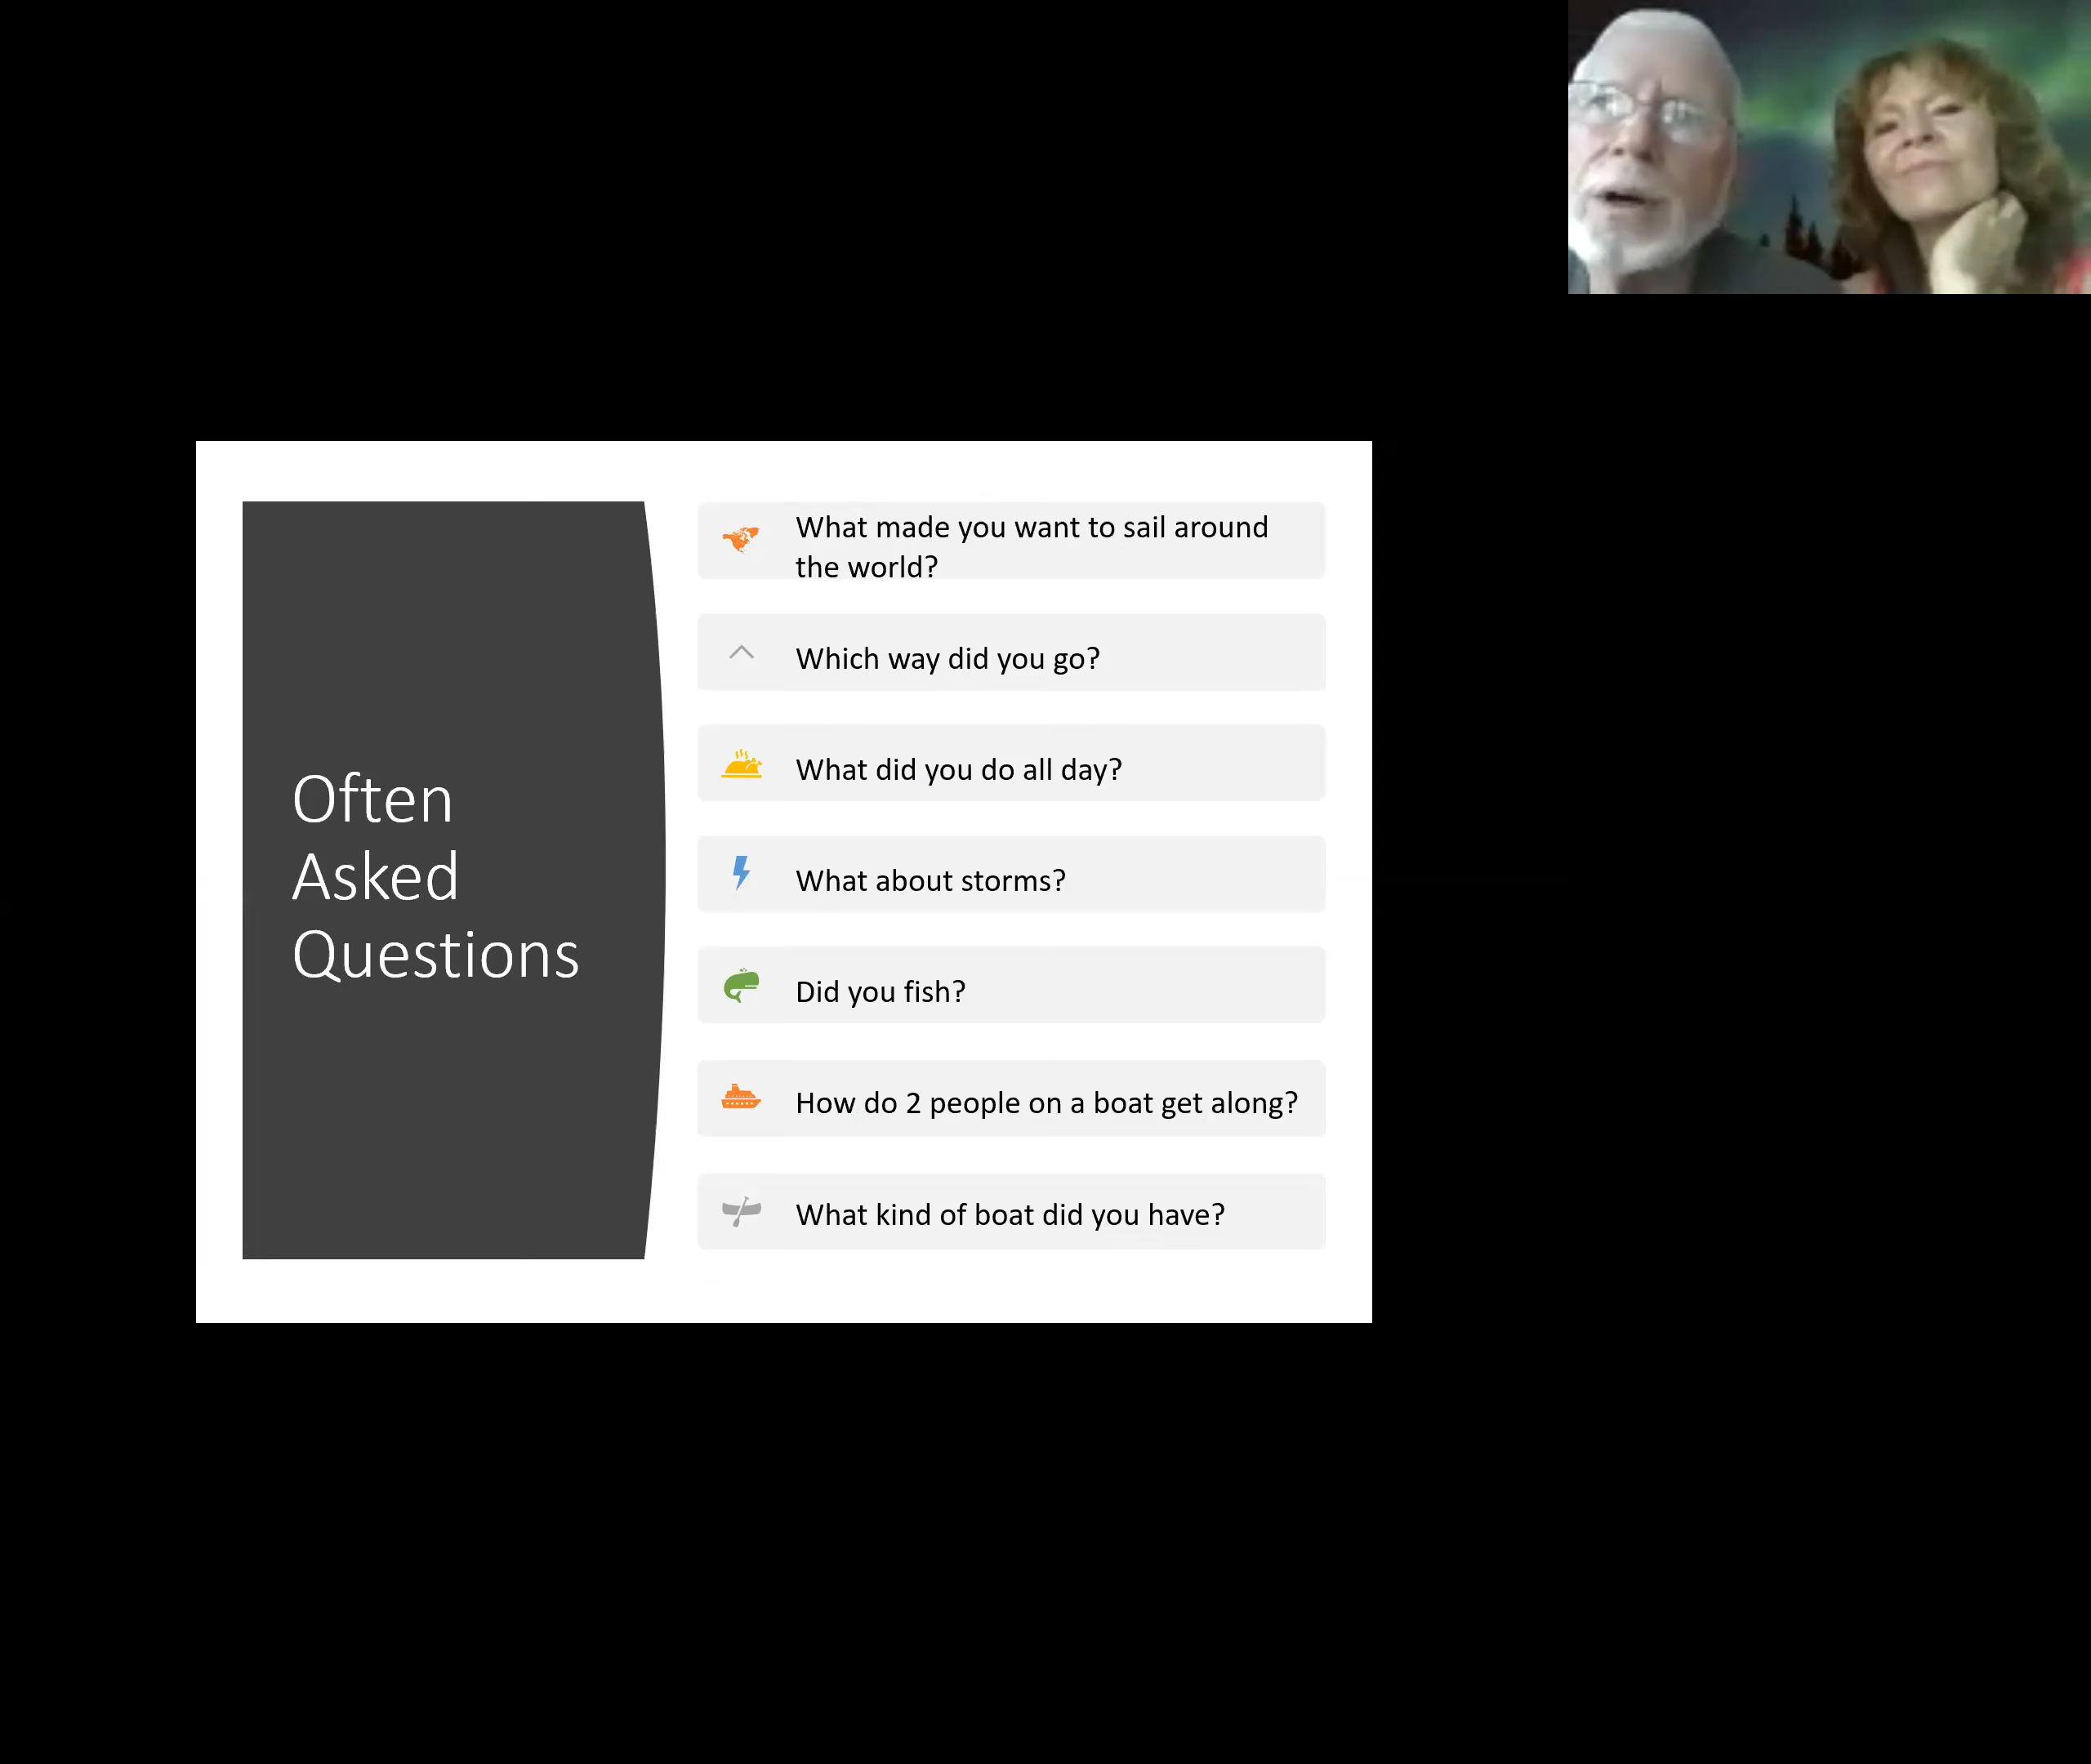 Often
Asked
Questions
What made you want to sail around
the world?
Which way did you go?
What did you do all day?
What about storms?
Did you fish?
How do 2 people on a boat get along?
What kind of boat did you have?